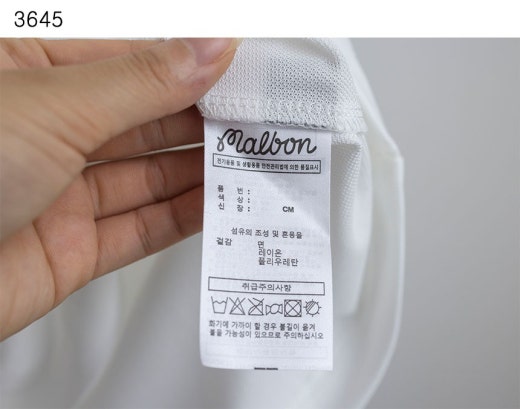 3645
malbon
전기용품 및 생활용품 안전관리법에 의한 품질표시
품 번 :
색 상 :
신 장 : CM
섬유의 조성 및 혼용율
겉감 면
레이온
폴리우레탄
취급주의사항
화기에 가까이 할 경우 불길이 옮겨
붙을 가능성이 있으므로 주의하십시오